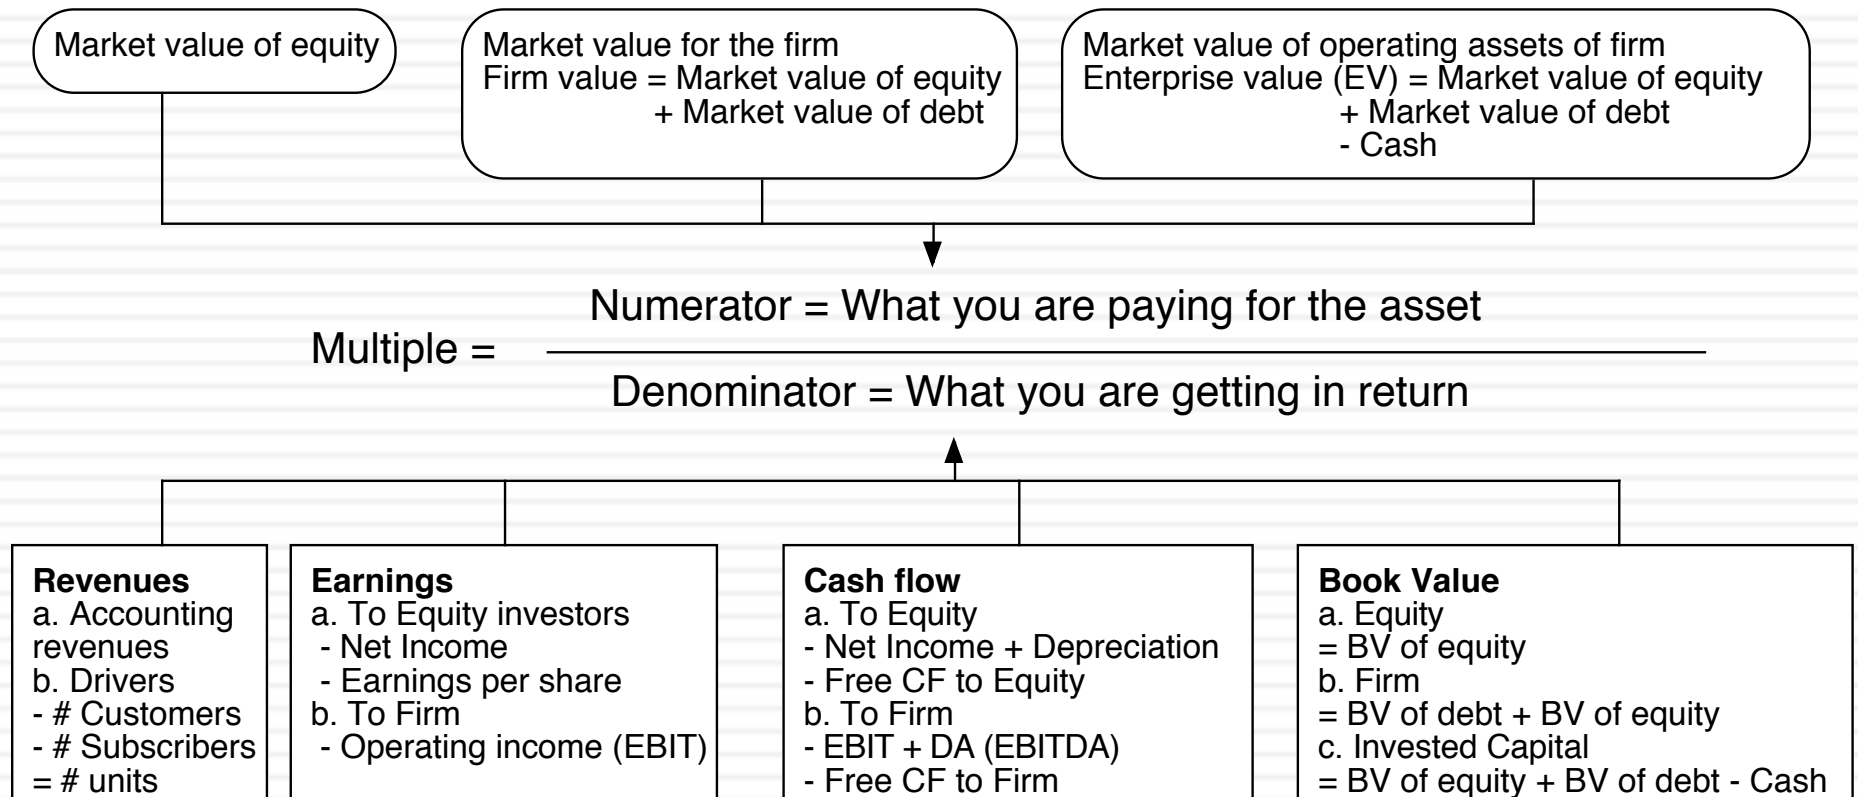 Market value of equity
Market value for the firm
Firm value = Market value of equity
+ Market value of debt
Market value of operating assets of firm
Enterprise value (EV) = Market value of equity
+ Market value of debt
- Cash
Numerator = What you are paying for the asset
Multiple =
Denominator = What you are getting in return
Revenues
a. Accounting
revenues
b. Drivers
- # Customers
- # Subscribers
= # units
Earnings
a. To Equity investors
- Net Income
- Earnings per share
b. To Firm
- Operating income (EBIT)
Cash flow
a. To Equity
- Net Income + Depreciation
- Free CF to Equity
b. To Firm
- EBIT + DA (EBITDA)
- Free CF to Firm
Book Value
a. Equity
= BV of equity
b. Firm
= BV of debt + BV of equity
c. Invested Capital
= BV of equity + BV of debt - Cash